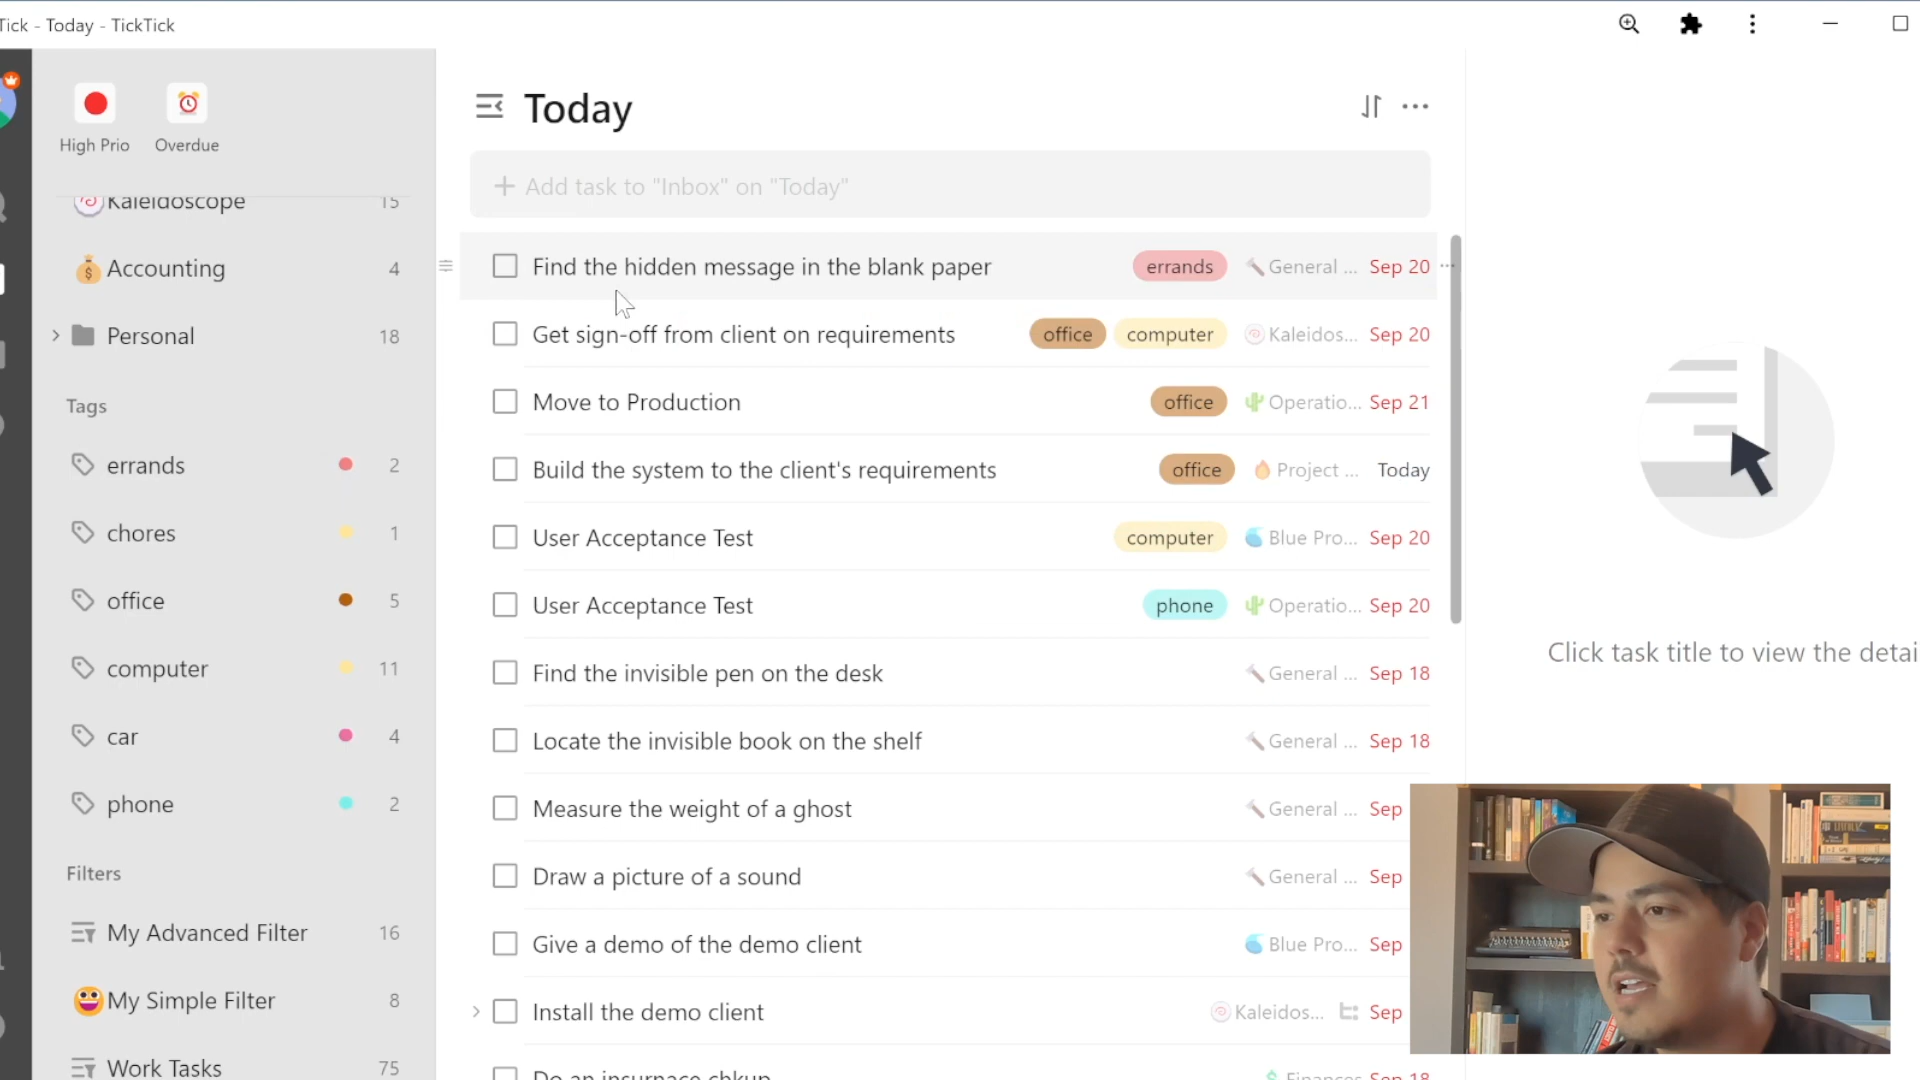 Tick - Today - TickTick
High Prio
Overdue
Kaleidoscope 15
Accounting 4
Personal 18
Tags
errands 2
chores 1
office 5
computer 11
car 4
phone 2
Filters
My Advanced Filter 16
My Simple Filter 8
Work Tasks 75
Today
+ Add task to "Inbox" on "Today"
Find the hidden message in the blank paper errands General ... Sep 20
Get sign-off from client on requirements office computer Kaleidos... Sep 20
Move to Production office Operatio... Sep 21
Build the system to the client's requirements office Project ... Today
User Acceptance Test computer Blue Pro... Sep 20
User Acceptance Test phone Operatio... Sep 20
Find the invisible pen on the desk General ... Sep 18
Locate the invisible book on the shelf General ... Sep 18
Measure the weight of a ghost General ... Sep
Draw a picture of a sound General ... Sep
Give a demo of the demo client Blue Pro... Sep
Install the demo client Kaleidos... Sep
Do an insurnace chkup Finances Sep 18
Click task title to view the detai